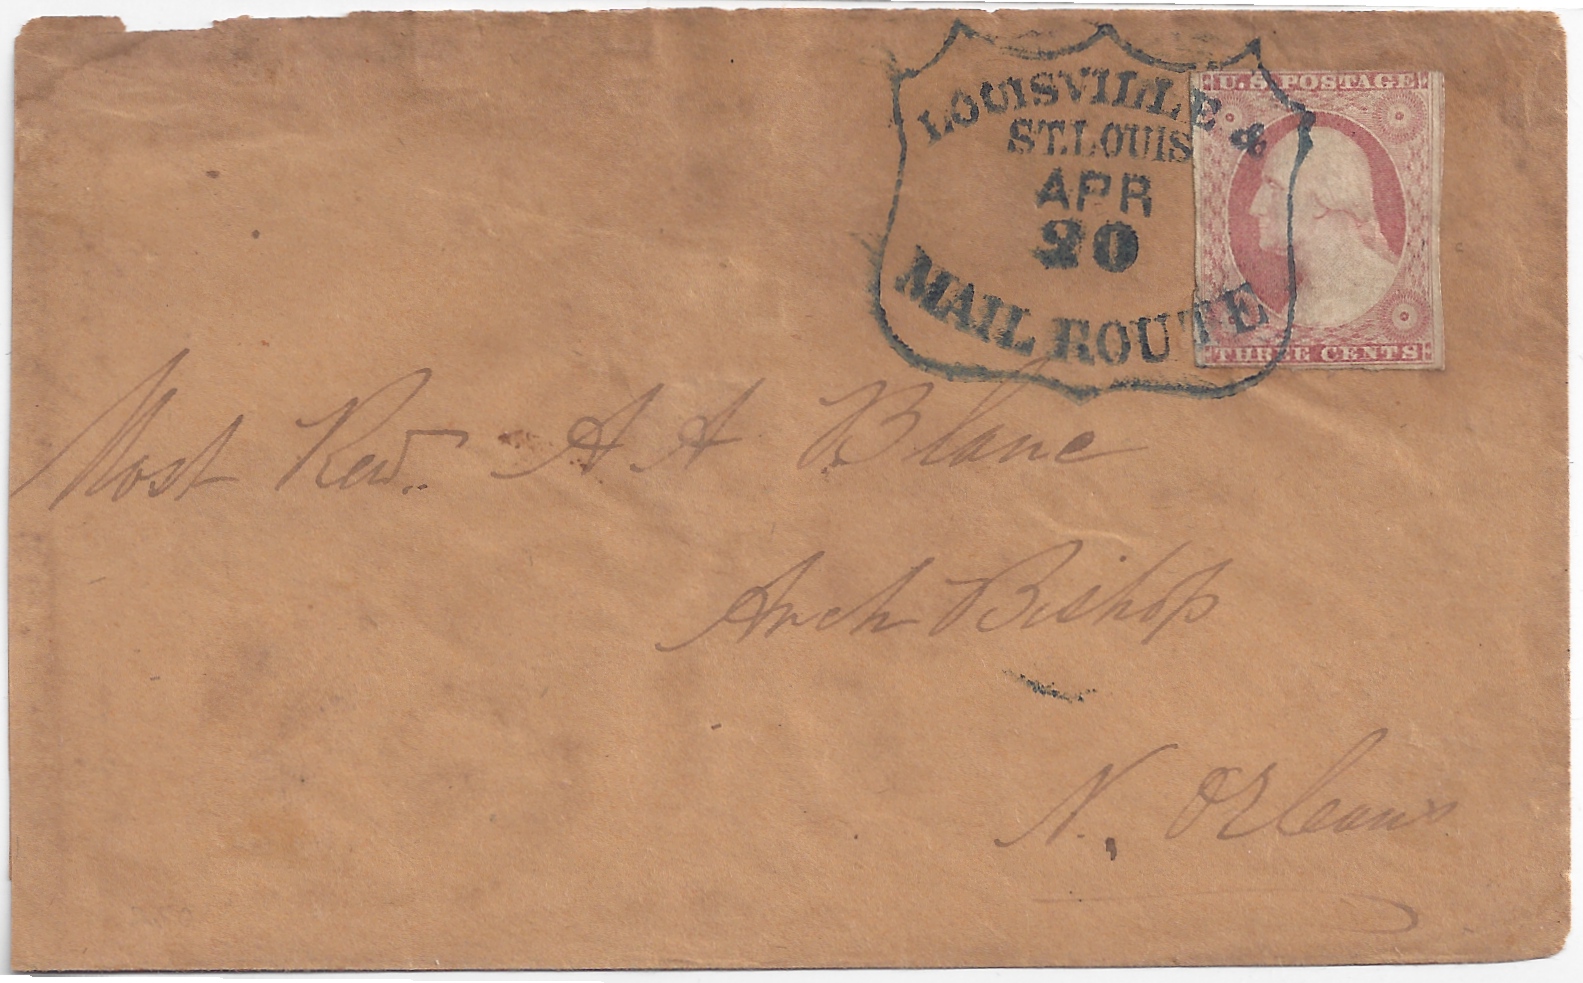 LOUISVILLE &
ST. LOUIS
APR
20
MAIL ROUTE
U.S. POSTAGE
THREE CENTS
Most Rev. A A Blanc
Arch Bishop
N. Orleans